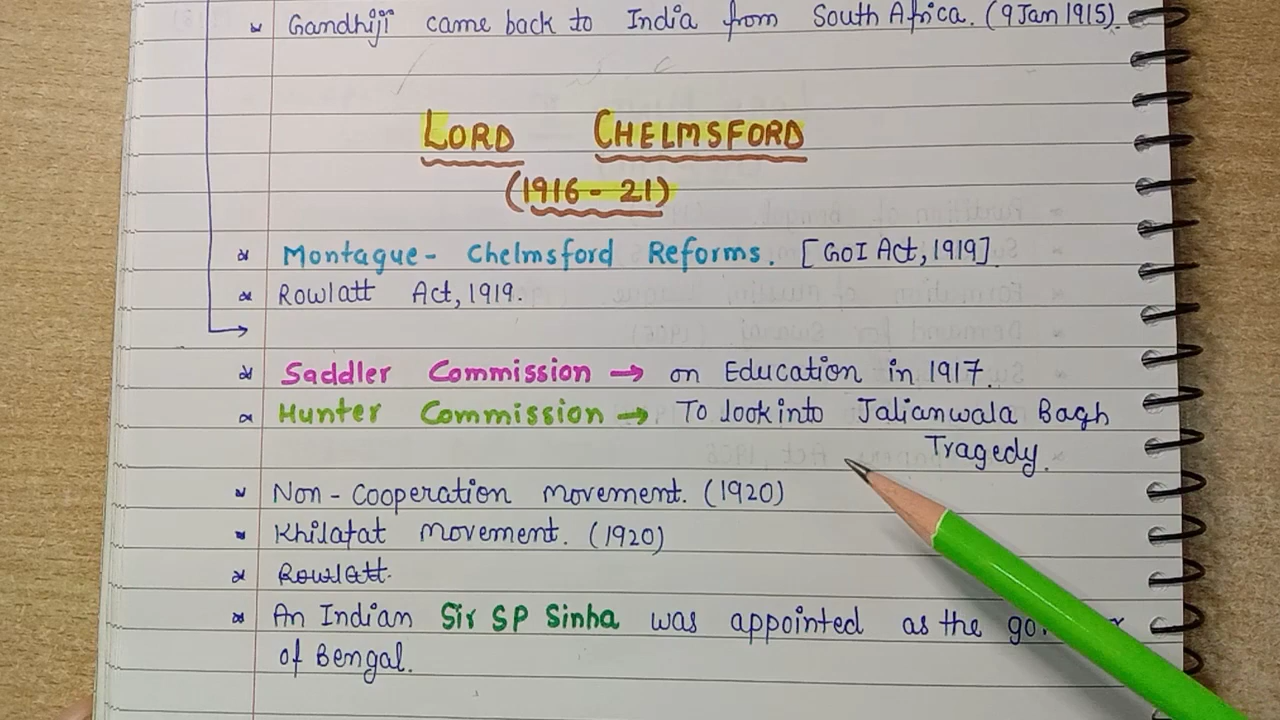 Gandhiji came back to India from South Africa. (9 Jan 1915).
LORD CHELMSFORD
(1916 - 21)
Montague - Chelmsford Reforms. [GOI Act, 1919].
Rowlatt Act, 1919.
Saddler Commission → on Education in 1917.
Hunter Commission → To look into Jalianwala Bagh
Tragedy.
Non - Cooperation movement. (1920)
Khilafat movement. (1920)
Rowlatt.
An Indian Sir SP Sinha was appointed as the
of Bengal.